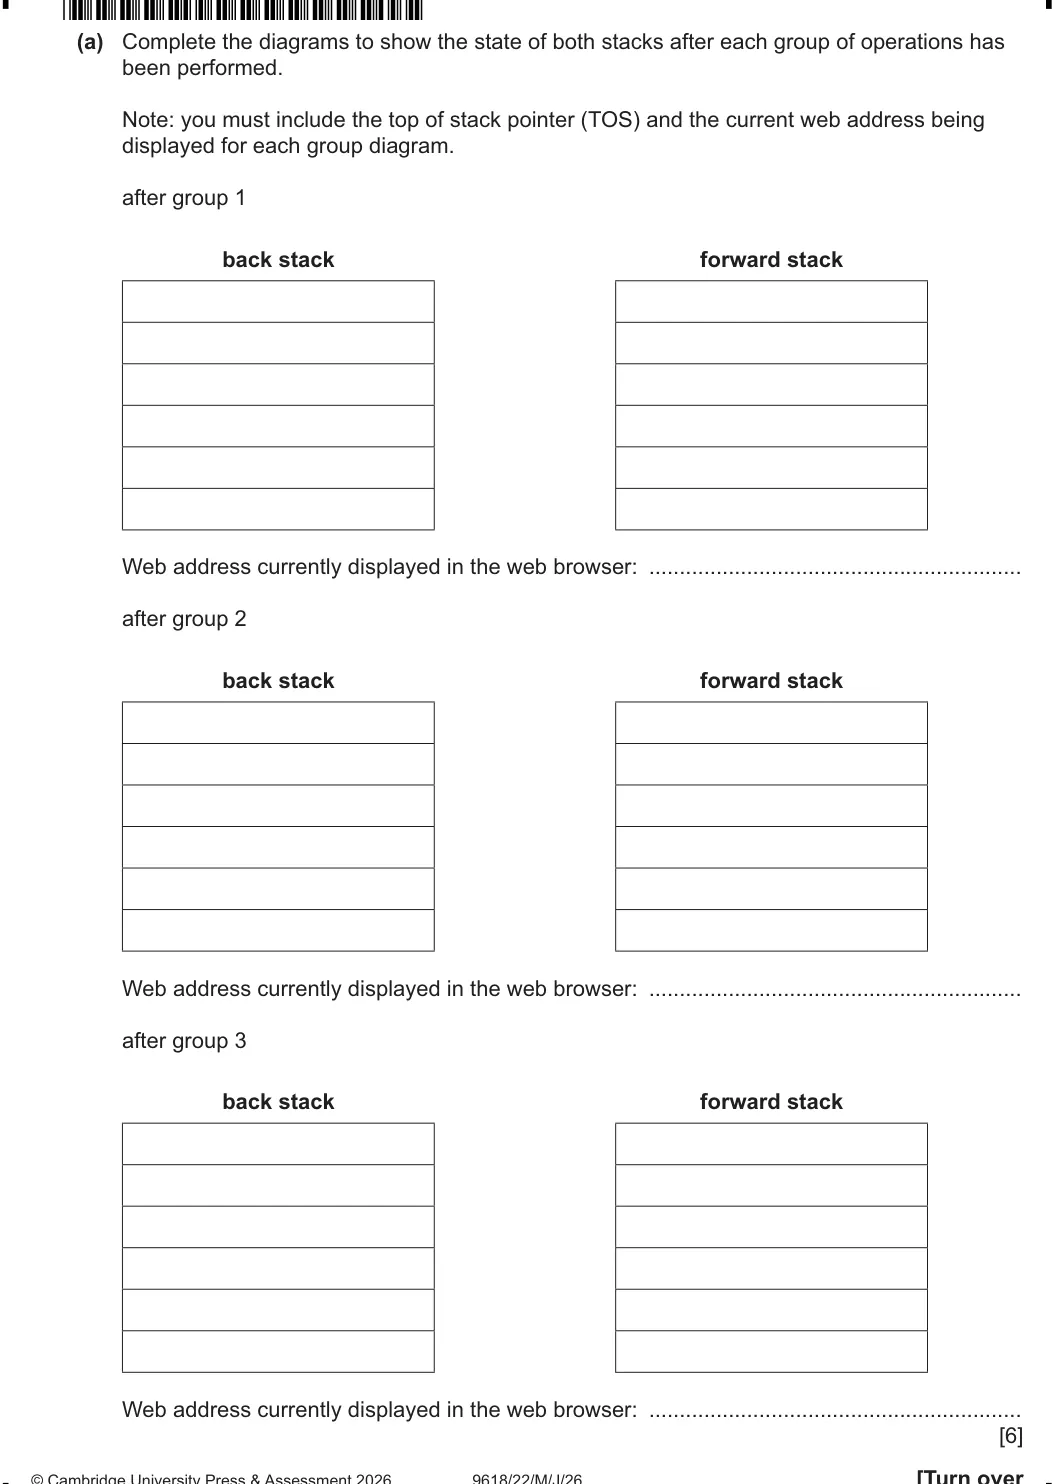 (a) Complete the diagrams to show the state of both stacks after each group of operations has
been performed.
Note: you must include the top of stack pointer (TOS) and the current web address being
displayed for each group diagram.
after group 1
back stack
forward stack
Web address currently displayed in the web browser: ..............................................................
after group 2
back stack
forward stack
Web address currently displayed in the web browser: ..............................................................
after group 3
back stack
forward stack
Web address currently displayed in the web browser: ..............................................................
[6]
© Cambridge University Press & Assessment 2026
9618/22/M/J/26
[Turn over